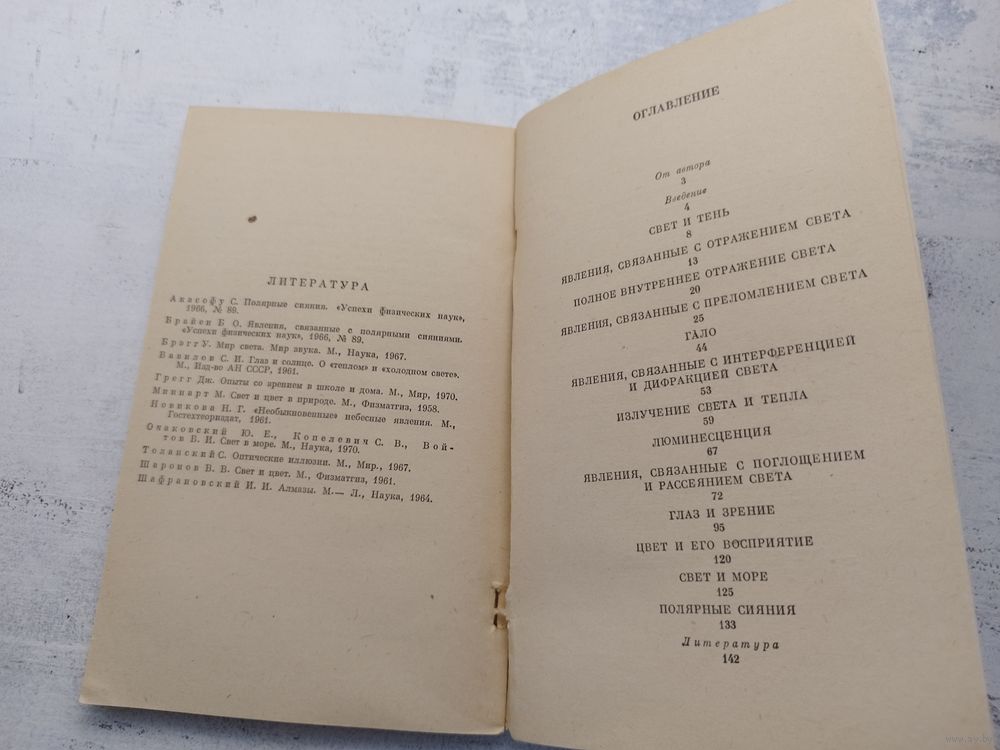 ЛИТЕРАТУРА
Акасофу С. Полярные сияния. «Успехи физических наук»,
1966, № 89.
Брайен Б О. Явления, связанные с полярными сияниями.
«Успехи физических наук», 1966, № 89.
Брэгг У. Мир света. Мир звука. М., Наука, 1967.
Вавилов С. И. Глаз и солнце. О «теплом» и «холодном свете».
М., Изд-во АН СССР, 1961.
Грегг Дж. Опыты со зрением в школе и дома. М., Мир, 1970.
Миннарт М. Свет и цвет в природе. М., Физматгиз, 1958.
Новикова Н. Г. «Необыкновенные» небесные явления. М.,
Гостехтеориздат, 1961.
Очаковский Ю. Е., Копелевич С. В., Вой-
тов В. И. Свет в море. М., Наука, 1970.
Толанский С. Оптические иллюзии. М., Мир., 1967.
Шаронов В. В. Свет и цвет. М., Физматгиз, 1961.
Шафрановский И. И. Алмазы. М.— Л., Наука, 1964.
ОГЛАВЛЕНИЕ
От автора
3
Введение
4
СВЕТ И ТЕНЬ
8
ЯВЛЕНИЯ, СВЯЗАННЫЕ С ОТРАЖЕНИЕМ СВЕТА
13
ПОЛНОЕ ВНУТРЕННЕЕ ОТРАЖЕНИЕ СВЕТА
20
ЯВЛЕНИЯ, СВЯЗАННЫЕ С ПРЕЛОМЛЕНИЕМ СВЕТА
25
ГАЛО
44
ЯВЛЕНИЯ, СВЯЗАННЫЕ С ИНТЕРФЕРЕНЦИЕЙ
И ДИФРАКЦИЕЙ СВЕТА
53
ИЗЛУЧЕНИЕ СВЕТА И ТЕПЛА
59
ЛЮМИНЕСЦЕНЦИЯ
67
ЯВЛЕНИЯ, СВЯЗАННЫЕ С ПОГЛОЩЕНИЕМ
И РАССЕЯНИЕМ СВЕТА
72
ГЛАЗ И ЗРЕНИЕ
95
ЦВЕТ И ЕГО ВОСПРИЯТИЕ
120
СВЕТ И МОРЕ
125
ПОЛЯРНЫЕ СИЯНИЯ
133
Литература
142